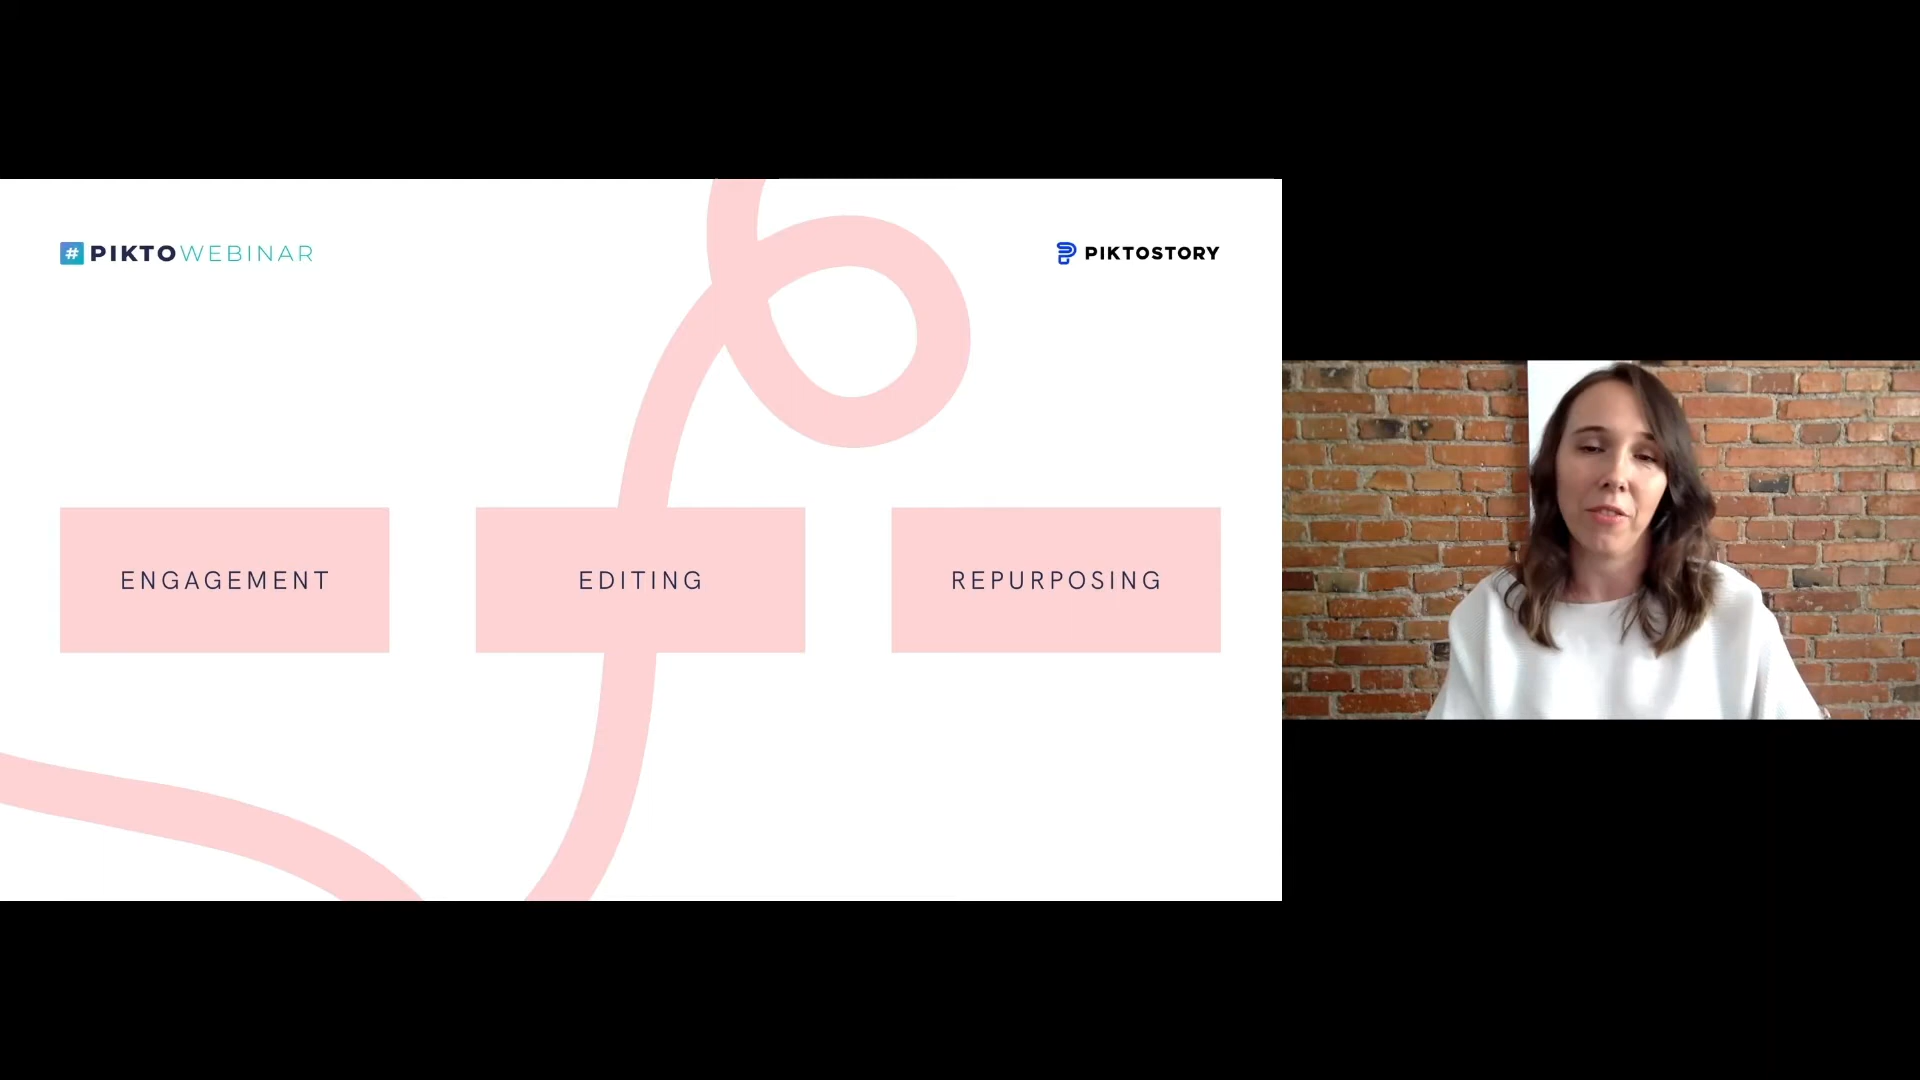 # PIKTOWEBINAR
PIKTOSTORY
ENGAGEMENT
EDITING
REPURPOSING